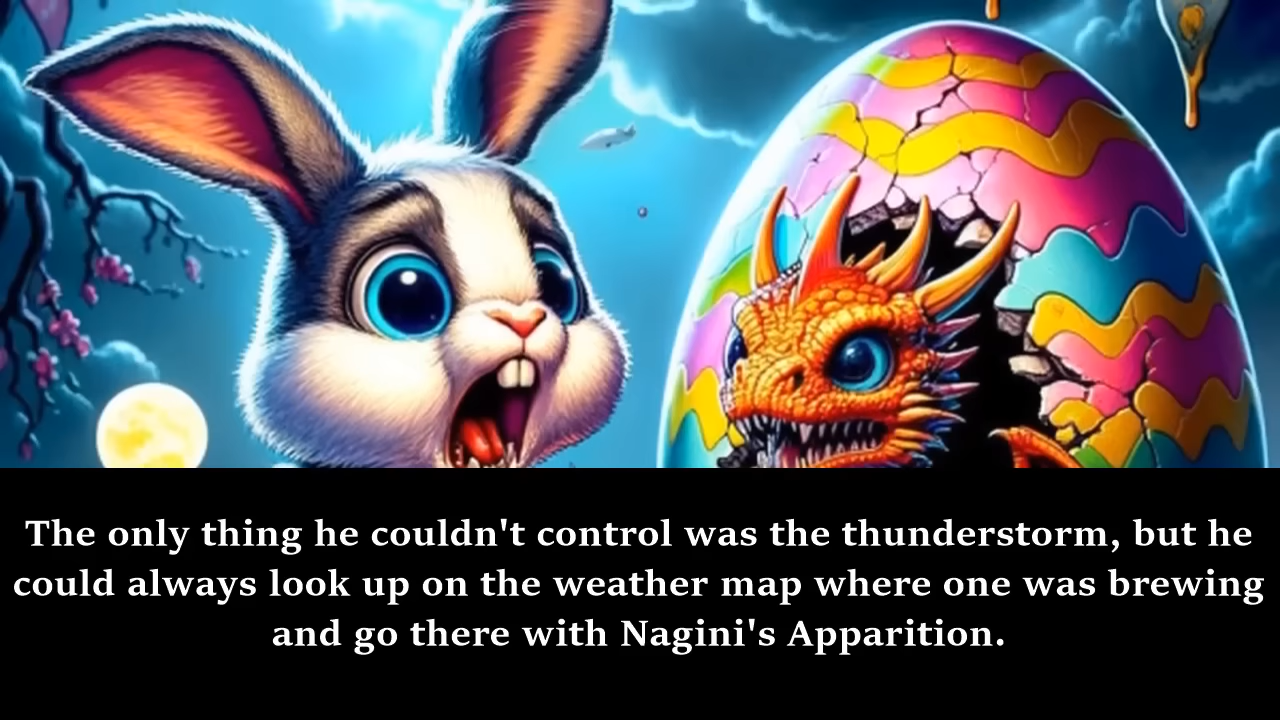 The only thing he couldn't control was the thunderstorm, but he
could always look up on the weather map where one was brewing
and go there with Nagini's Apparition.